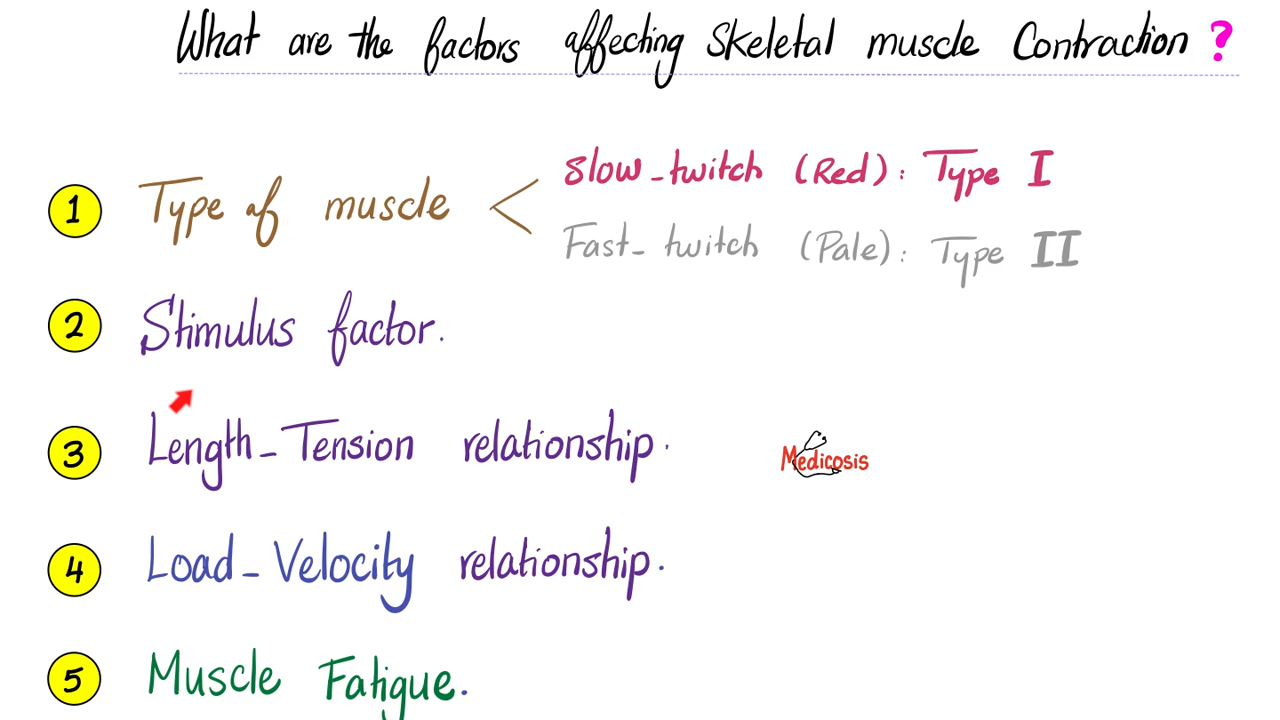 What are the factors affecting skeletal muscle Contraction ?
1 Type of muscle < Slow-twitch (Red): Type I
Fast-twitch (Pale): Type II
2 Stimulus factor.
3 Length-Tension relationship.
Medicosis
4 Load-Velocity relationship.
5 Muscle Fatigue.